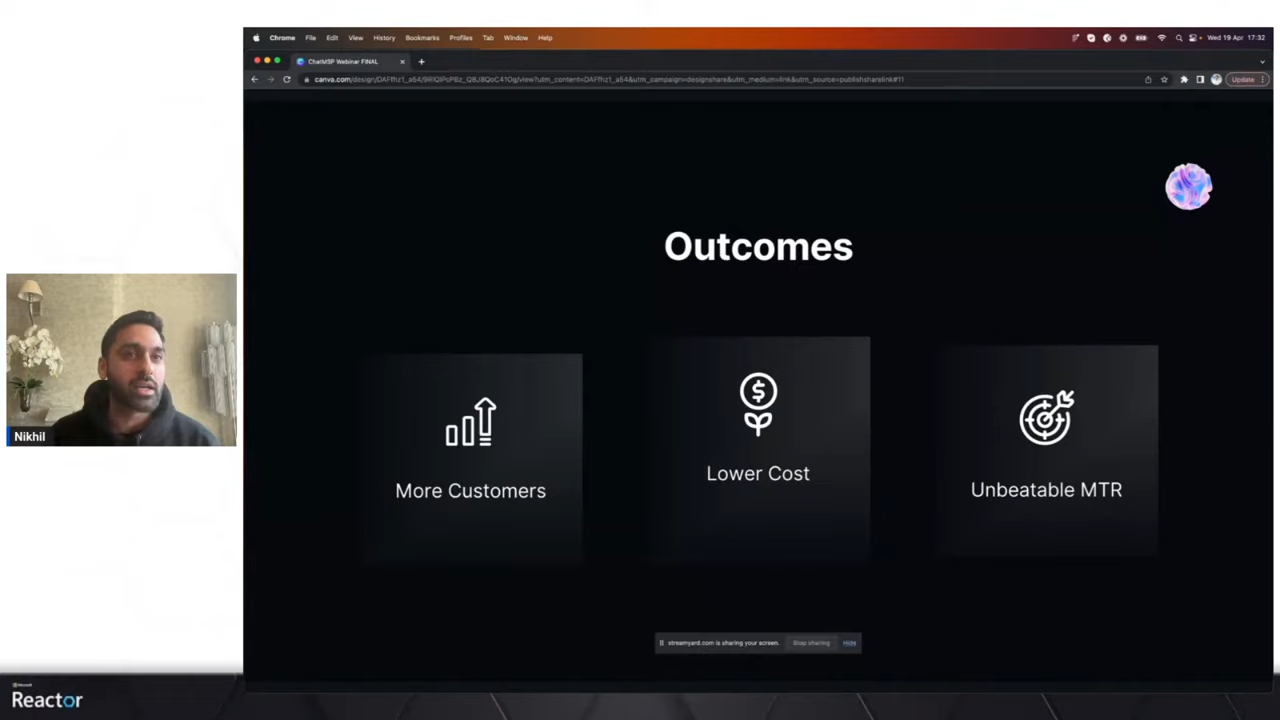 Chrome File Edit View History Bookmarks Profiles Tab Window Help Wed 19 Apr 17:32
ChatMSP Webinar FINAL
Update
Outcomes
More Customers
Lower Cost
Unbeatable MTR
Nikhil
streamyard.com is sharing your screen. Stop sharing Hide
Microsoft
Reactor